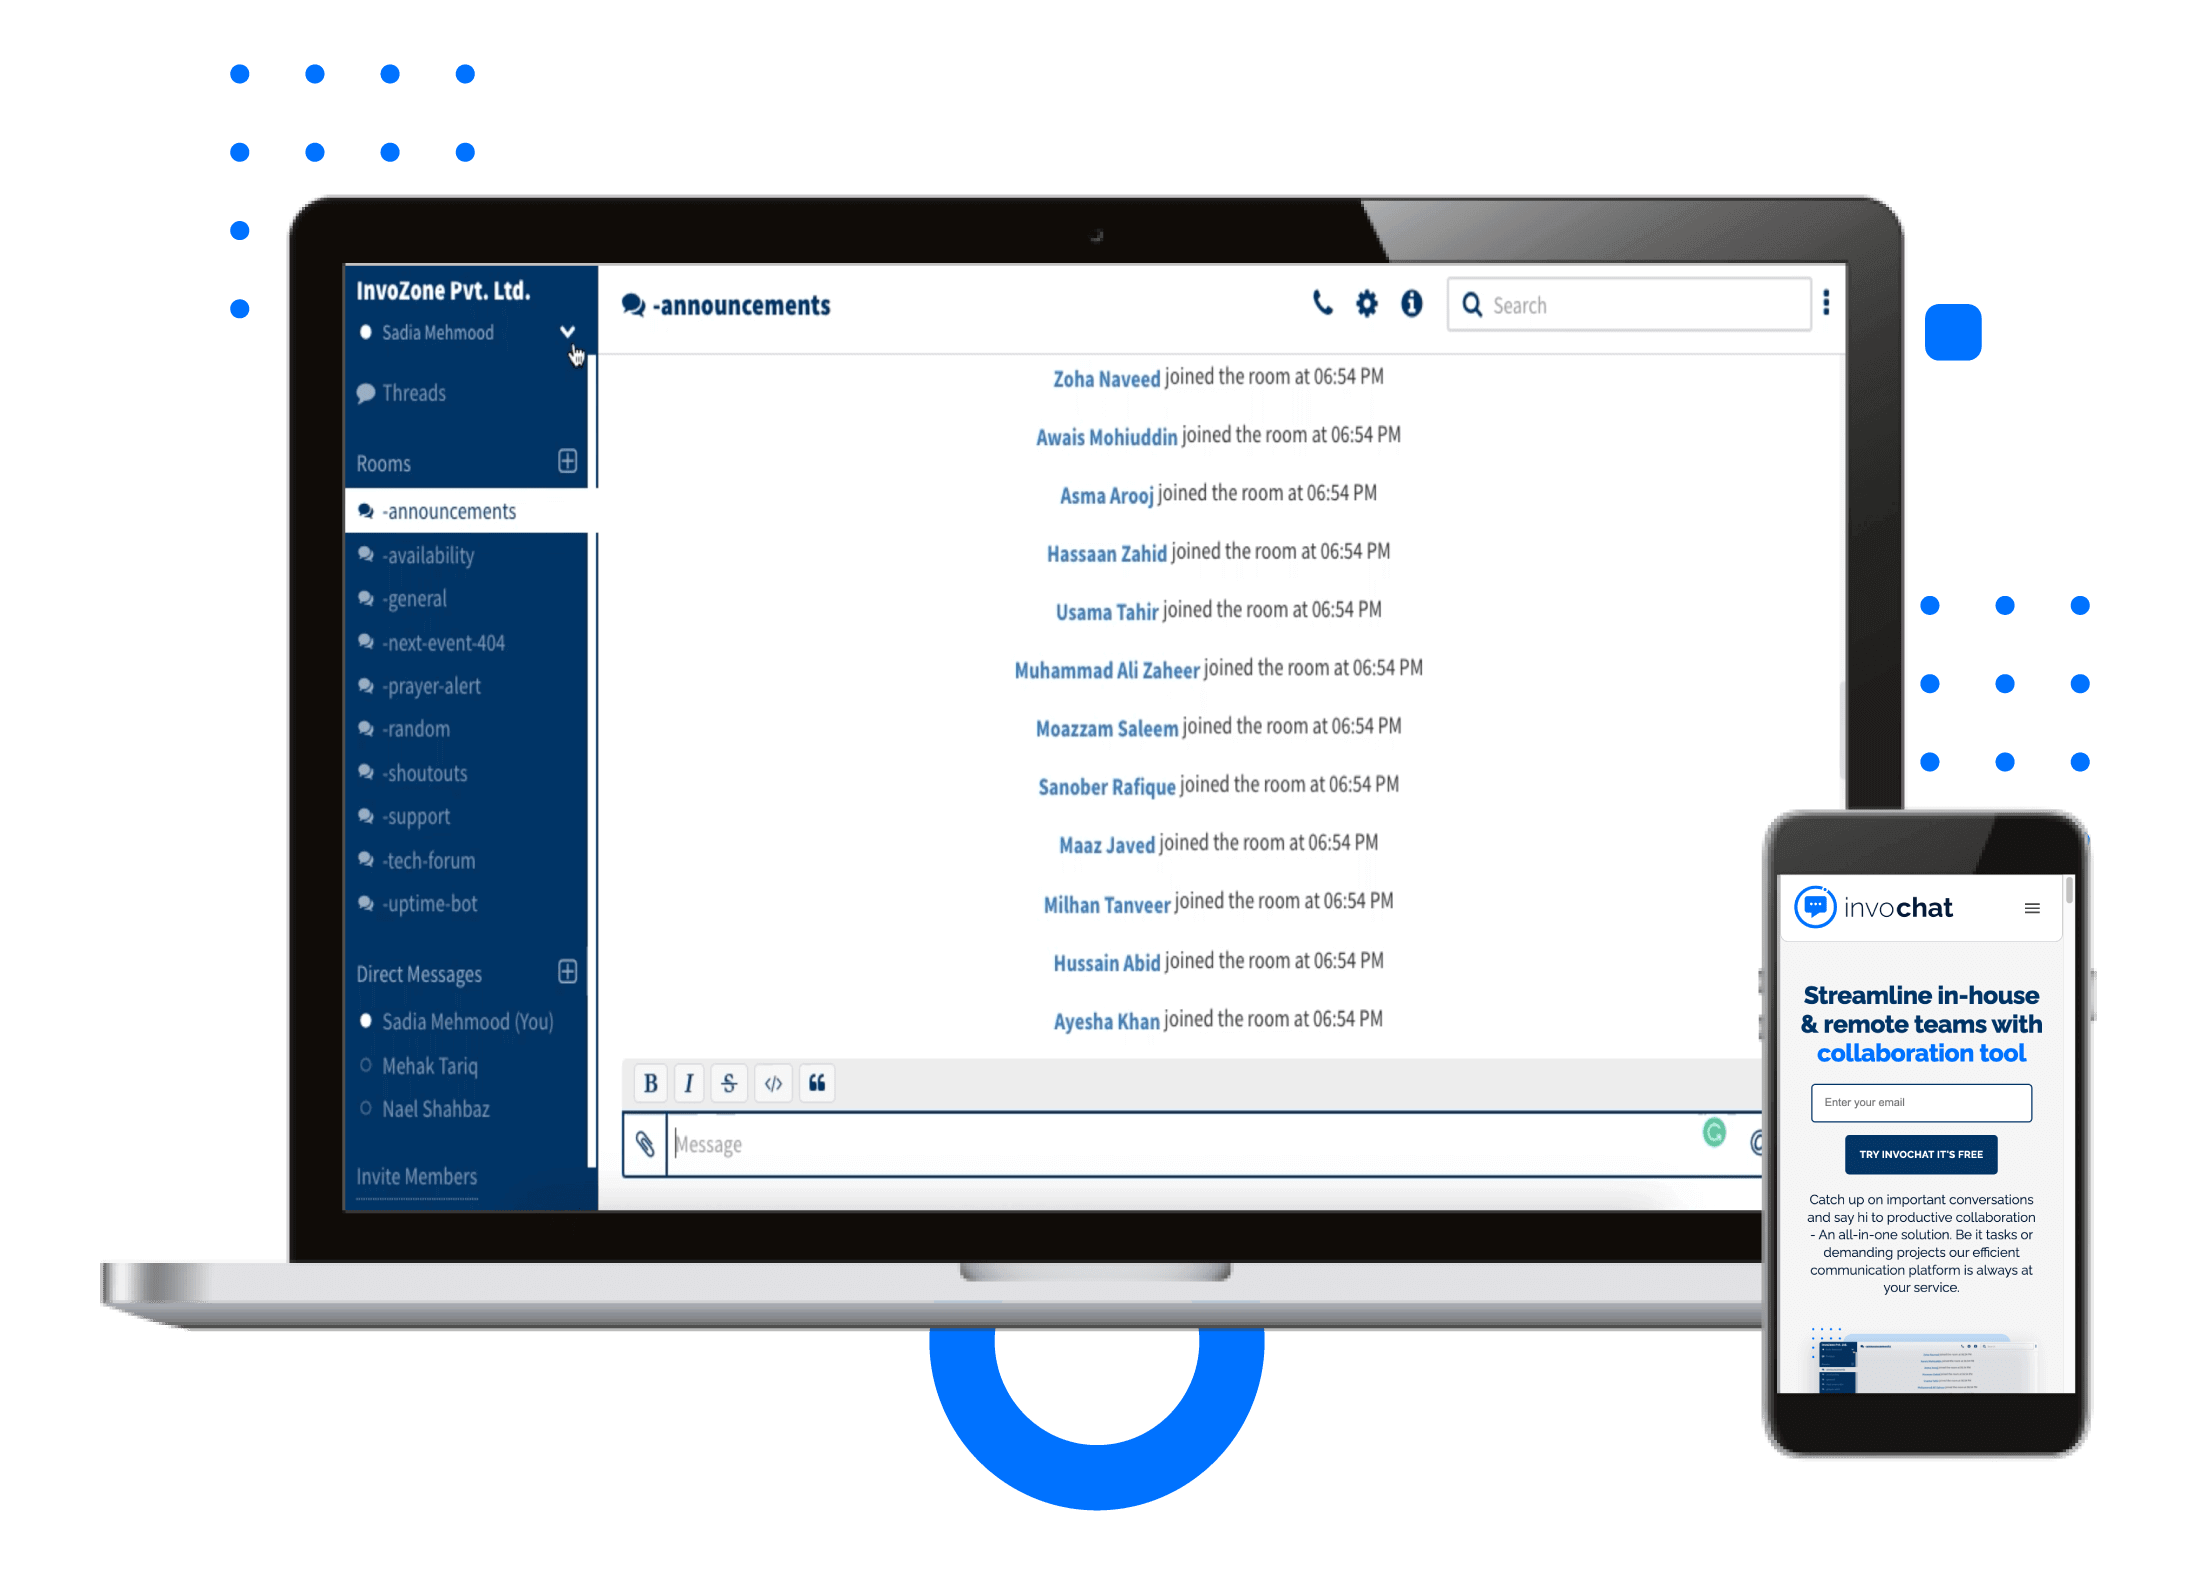 InvoZone Pvt. Ltd.
Sadia Mehmood
Threads
Rooms
-announcements
-availability
-general
-next-event-404
-prayer-alert
-random
-shoutouts
-support
-tech-forum
-uptime-bot
Direct Messages
Sadia Mehmood (You)
Mehak Tariq
Nael Shahbaz
Invite Members
-announcements
Search
Zoha Naveed joined the room at 06:54 PM
Awais Mohiuddin joined the room at 06:54 PM
Asma Arooj joined the room at 06:54 PM
Hassaan Zahid joined the room at 06:54 PM
Usama Tahir joined the room at 06:54 PM
Muhammad Ali Zaheer joined the room at 06:54 PM
Moazzam Saleem joined the room at 06:54 PM
Sanober Rafique joined the room at 06:54 PM
Maaz Javed joined the room at 06:54 PM
Milhan Tanveer joined the room at 06:54 PM
Hussain Abid joined the room at 06:54 PM
Ayesha Khan joined the room at 06:54 PM
B I S </> “
Message
@
invochat
Streamline in-house
& remote teams with
collaboration tool
Enter your email
TRY INVOCHAT IT'S FREE
Catch up on important conversations
and say hi to productive collaboration
- An all-in-one solution. Be it tasks or
demanding projects our efficient
communication platform is always at
your service.